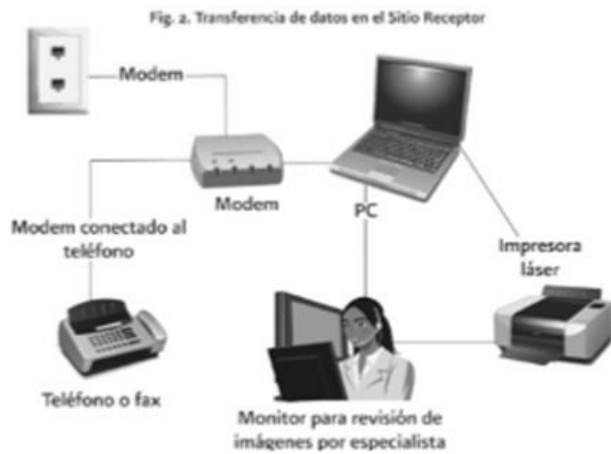 Fig. 2. Transferencia de datos en el Sitio Receptor
Modem
Modem
PC
Modem conectado al
teléfono
Impresora
láser
Teléfono o fax
Monitor para revisión de
imágenes por especialista